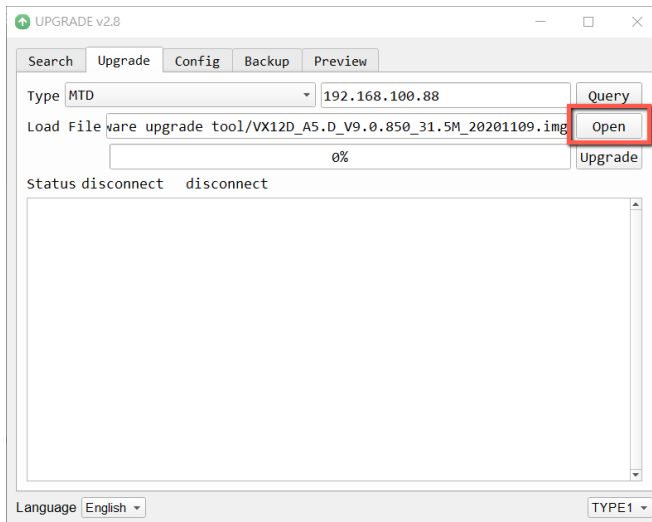 UPGRADE v2.8
Search Upgrade Config Backup Preview
Type MTD 192.168.100.88 Query
Load File ware upgrade tool/VX12D_A5.D_V9.0.850_31.5M_20201109.img Open
0% Upgrade
Status disconnect disconnect
Language English TYPE1